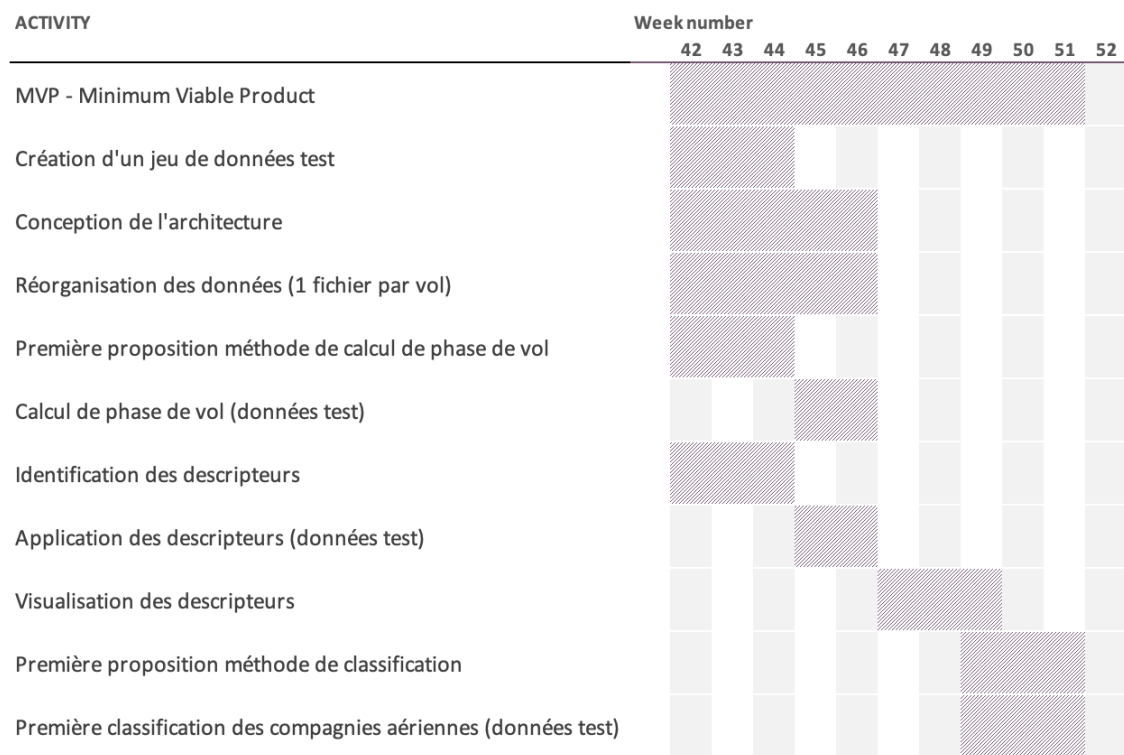 ACTIVITY Week number
42 43 44 45 46 47 48 49 50 51 52
MVP - Minimum Viable Product
Création d'un jeu de données test
Conception de l'architecture
Réorganisation des données (1 fichier par vol)
Première proposition méthode de calcul de phase de vol
Calcul de phase de vol (données test)
Identification des descripteurs
Application des descripteurs (données test)
Visualisation des descripteurs
Première proposition méthode de classification
Première classification des compagnies aériennes (données test)